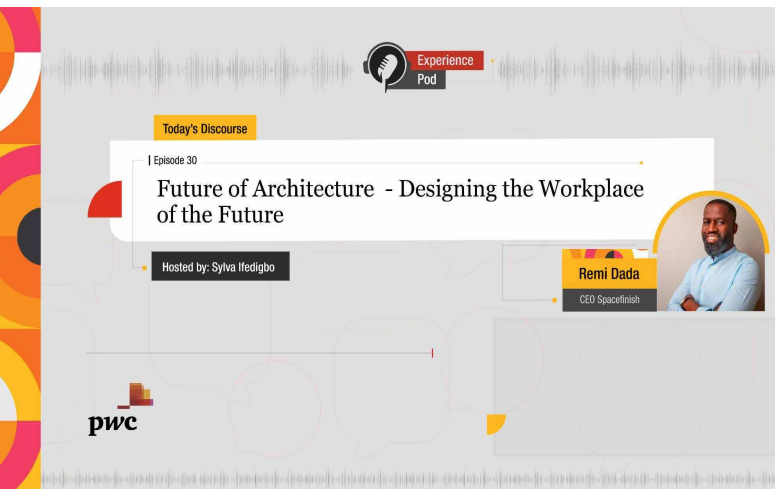 Experience
Pod
Today's Discourse
Episode 30
Future of Architecture - Designing the Workplace
of the Future
Hosted by: Sylva Ifedigbo
Remi Dada
CEO Spacefinish
pwc